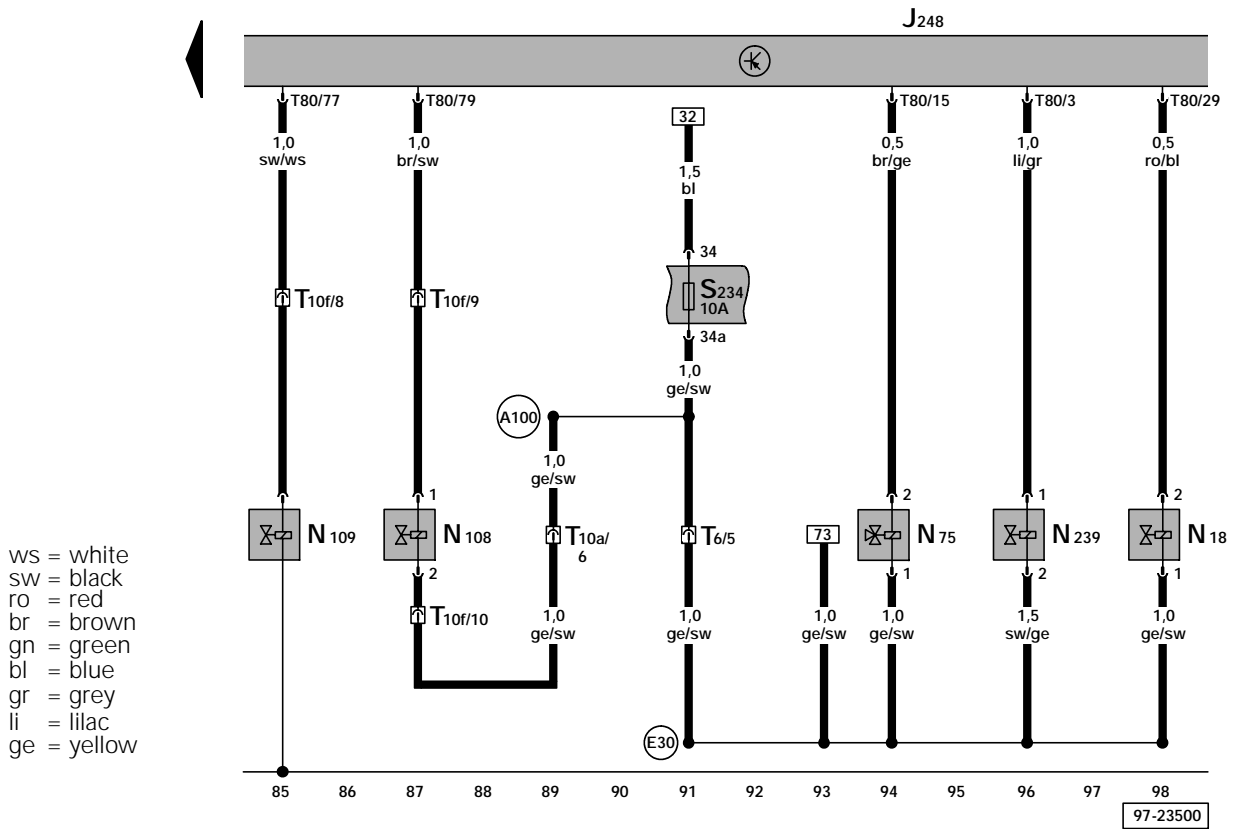 J248
T80/77
T80/79
T80/15
T80/3
T80/29
32
1,0
sw/ws
1,0
br/sw
0,5
br/ge
1,0
li/gr
0,5
ro/bl
1,5
bl
34
S234
10A
34a
T10f/8
T10f/9
1,0
ge/sw
A100
1,0
ge/sw
1
2
1
2
N109
N108
T10a/
6
T6/5
73
N75
N239
N18
2
1
2
1
T10f/10
1,0
ge/sw
1,0
ge/sw
1,0
ge/sw
1,0
ge/sw
1,5
sw/ge
1,0
ge/sw
ws = white
sw = black
ro = red
br = brown
gn = green
bl = blue
gr = grey
li = lilac
ge = yellow
E30
85 86 87 88 89 90 91 92 93 94 95 96 97 98
97-23500